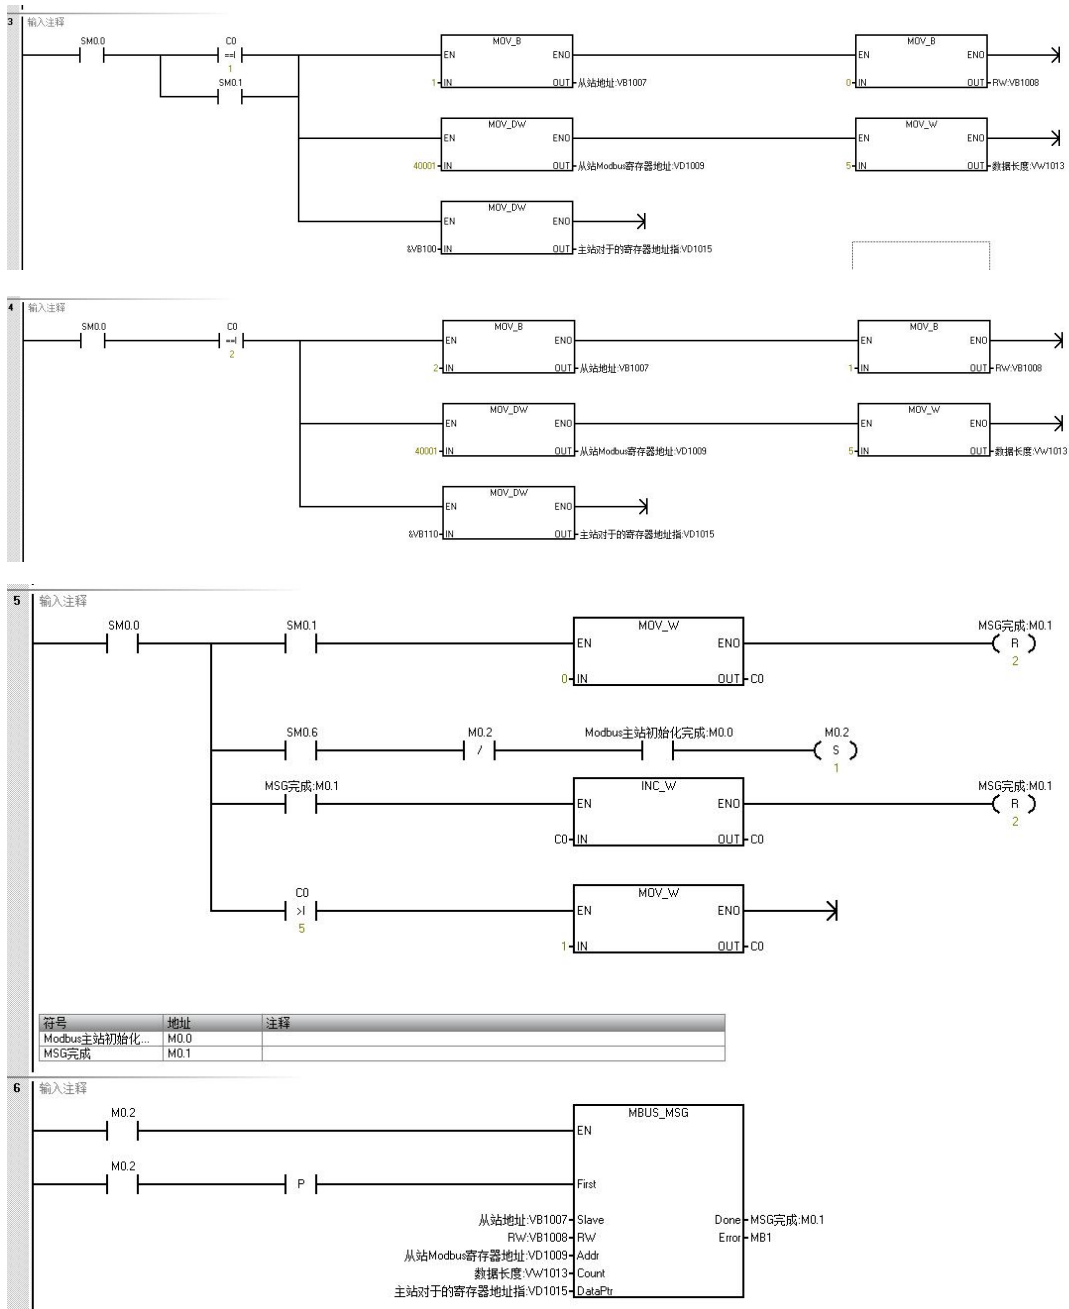 3 输入注释
SM0.0 C0 MOV_B MOV_B
==I EN ENO EN ENO
1 1 IN OUT 从站地址:VB1007 0 IN OUT RW:VB1008
SM0.1
MOV_DW MOV_W
EN ENO EN ENO
40001 IN OUT 从站Modbus寄存器地址:VD1009 5 IN OUT 数据长度:VW1013
MOV_DW
EN ENO
&VB100 IN OUT 主站对于的寄存器地址指:VD1015
4 输入注释
SM0.0 C0 MOV_B MOV_B
==I EN ENO EN ENO
2 2 IN OUT 从站地址:VB1007 1 IN OUT RW:VB1008
MOV_DW MOV_W
EN ENO EN ENO
40001 IN OUT 从站Modbus寄存器地址:VD1009 5 IN OUT 数据长度:VW1013
MOV_DW
EN ENO
&VB110 IN OUT 主站对于的寄存器地址指:VD1015
5 输入注释
SM0.0 SM0.1 MOV_W MSG完成:M0.1
EN ENO R
2
0 IN OUT C0
SM0.6 M0.2 Modbus主站初始化完成:M0.0 M0.2
/ S
1
MSG完成:M0.1 INC_W MSG完成:M0.1
EN ENO R
2
C0 IN OUT C0
C0 MOV_W
>I EN ENO
5
1 IN OUT C0
符号 地址 注释
Modbus主站初始化... M0.0
MSG完成 M0.1
6 输入注释
M0.2 MBUS_MSG
EN
M0.2
P First
从站地址:VB1007 Slave Done MSG完成:M0.1
RW:VB1008 RW Error MB1
从站Modbus寄存器地址:VD1009 Addr
数据长度:VW1013 Count
主站对于的寄存器地址指:VD1015 DataPtr